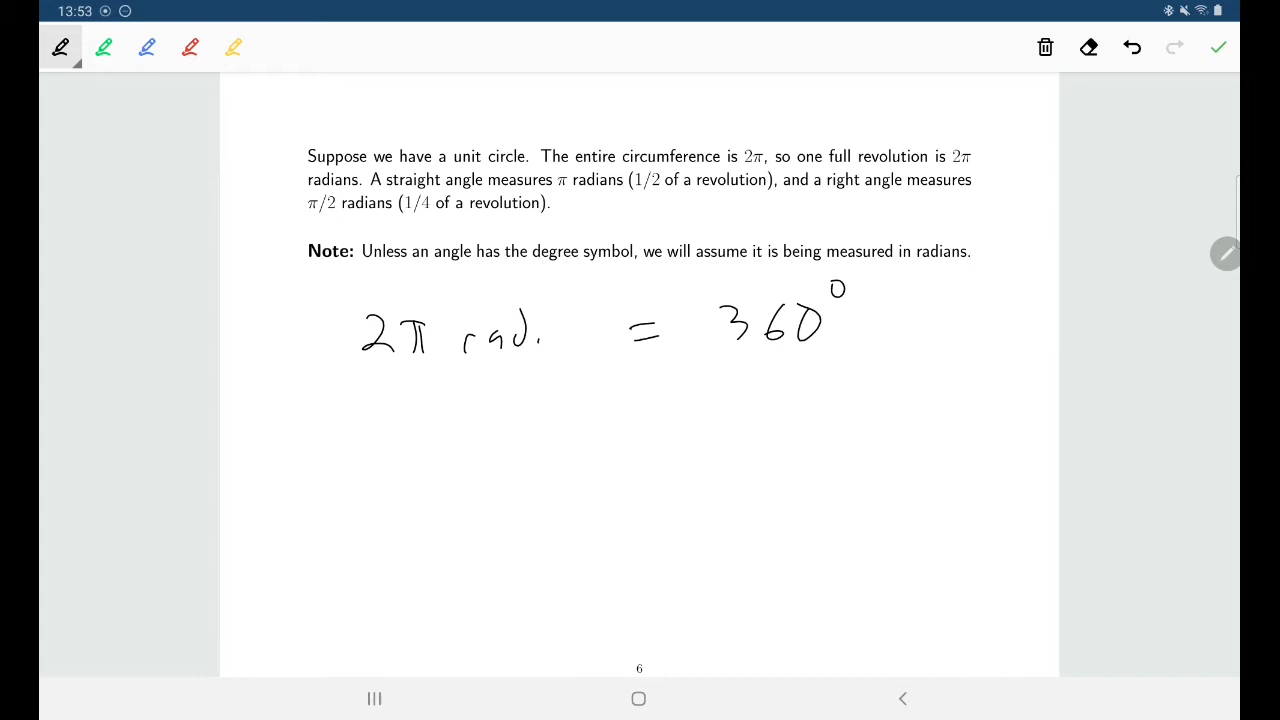 13:53
Suppose we have a unit circle. The entire circumference is 2π, so one full revolution is 2π
radians. A straight angle measures π radians (1/2 of a revolution), and a right angle measures
π/2 radians (1/4 of a revolution).
Note: Unless an angle has the degree symbol, we will assume it is being measured in radians.
2π rad. = 360°
6